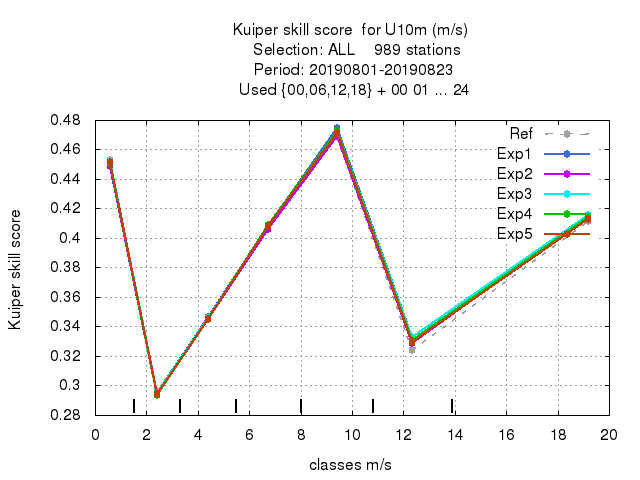 Kuiper skill score  for U10m (m/s)
Selection: ALL    989 stations
Period: 20190801-20190823
Used {00,06,12,18} + 00 01 ... 24
Ref
Exp1
Exp2
Exp3
Exp4
Exp5
Kuiper skill score
0.48
0.46
0.44
0.42
0.4
0.38
0.36
0.34
0.32
0.3
0.28
0 2 4 6 8 10 12 14 16 18 20
classes m/s